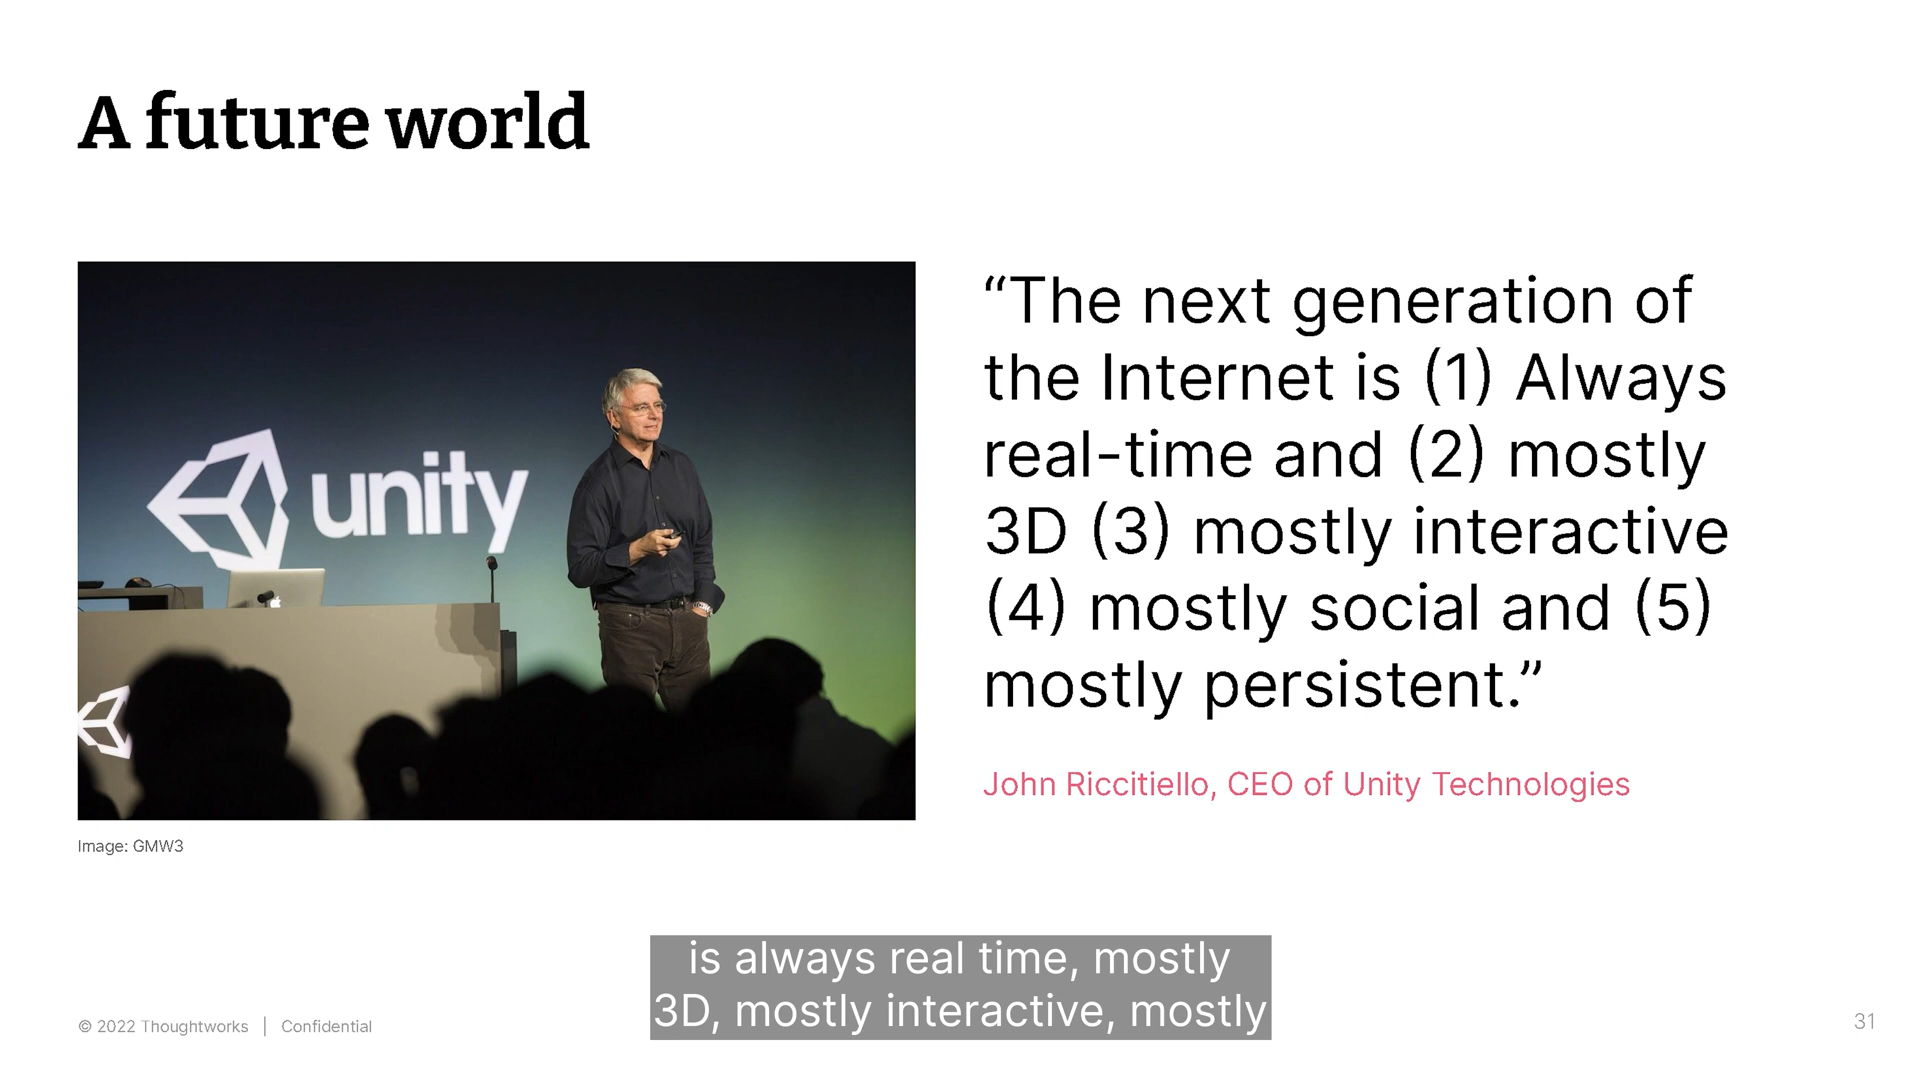 A future world
unity
“The next generation of
the Internet is (1) Always
real-time and (2) mostly
3D (3) mostly interactive
(4) mostly social and (5)
mostly persistent.”
John Riccitiello, CEO of Unity Technologies
Image: GMW3
is always real time, mostly
3D, mostly interactive, mostly
© 2022 Thoughtworks | Confidential
31